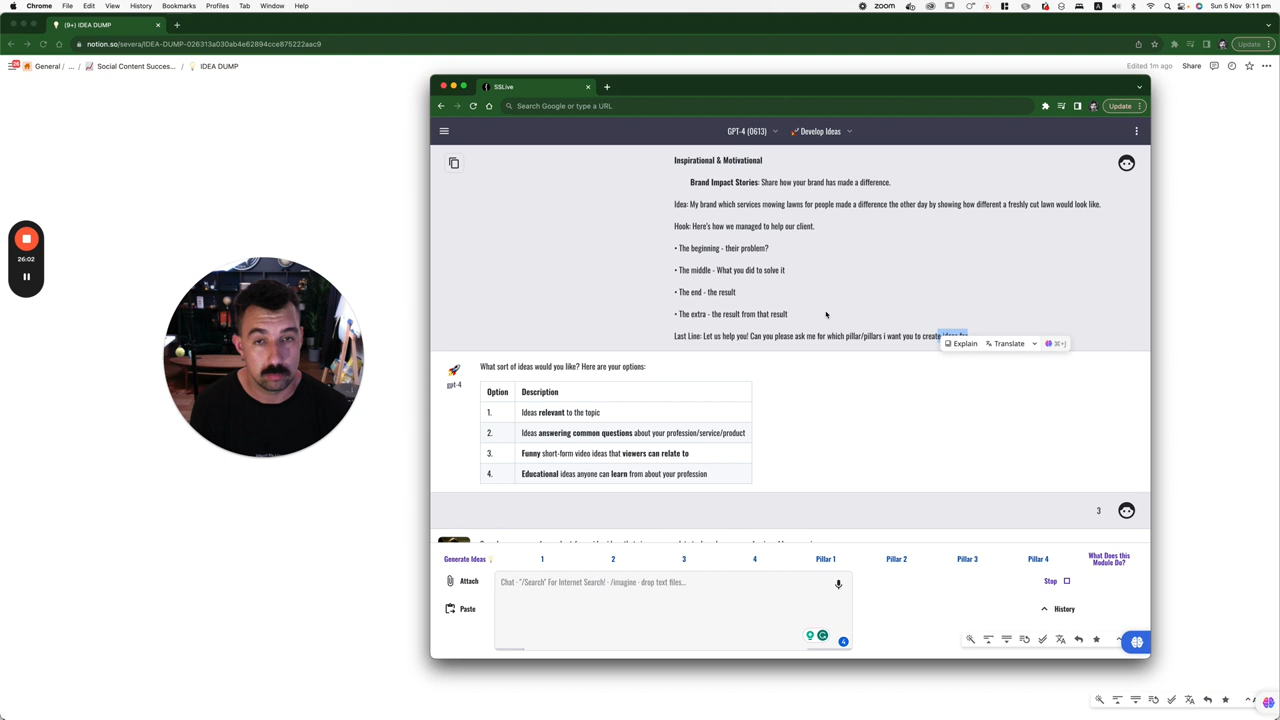 Chrome File Edit View History Bookmarks Profiles Tab Window Help
zoom
A
Sun 5 Nov 9:11 pm
(9+) IDEA DUMP
notion.so/severa/IDEA-DUMP-026313a030ab4e62894cce875222aac9
Update
General / ... / Social Content Succes... / IDEA DUMP
Edited 1m ago Share
SSLive
Search Google or type a URL
Update
GPT-4 (0613) Develop Ideas
Inspirational & Motivational
Brand Impact Stories: Share how your brand has made a difference.
Idea: My brand which services mowing lawns for people made a difference the other day by showing how different a freshly cut lawn would look like.
Hook: Here's how we managed to help our client.
• The beginning - their problem?
• The middle - What you did to solve it
• The end - the result
• The extra - the result from that result
Last Line: Let us help you! Can you please ask me for which pillar/pillars i want you to create ideas for
Explain Translate ⌘+J
26:02
gpt-4
What sort of ideas would you like? Here are your options:
Option Description
1. Ideas relevant to the topic
2. Ideas answering common questions about your profession/service/product
3. Funny short-form video ideas that viewers can relate to
4. Educational ideas anyone can learn from about your profession
3
Generate Ideas 1 2 3 4 Pillar 1 Pillar 2 Pillar 3 Pillar 4 What Does this
Module Do?
Attach
Chat · "/Search" For Internet Search! · /imagine · drop text files...
Stop
Paste
History
4